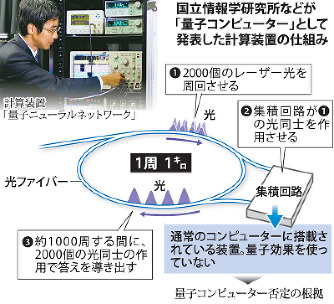 国立情報学研究所などが
「量子コンピューター」として
発表した計算装置の仕組み
計算装置
「量子ニューラルネットワーク」
❶2000個のレーザー光を
周回させる
光
❷集積回路が❶
の光同士を作
用させる
1周 1㌔
光ファイバー
光
集積回路
❸約1000周する間に、
2000個の光同士の作
用で答えを導き出す
通常のコンピューターに搭載さ
れている装置。量子効果を使っ
ていない
量子コンピューター否定の根拠